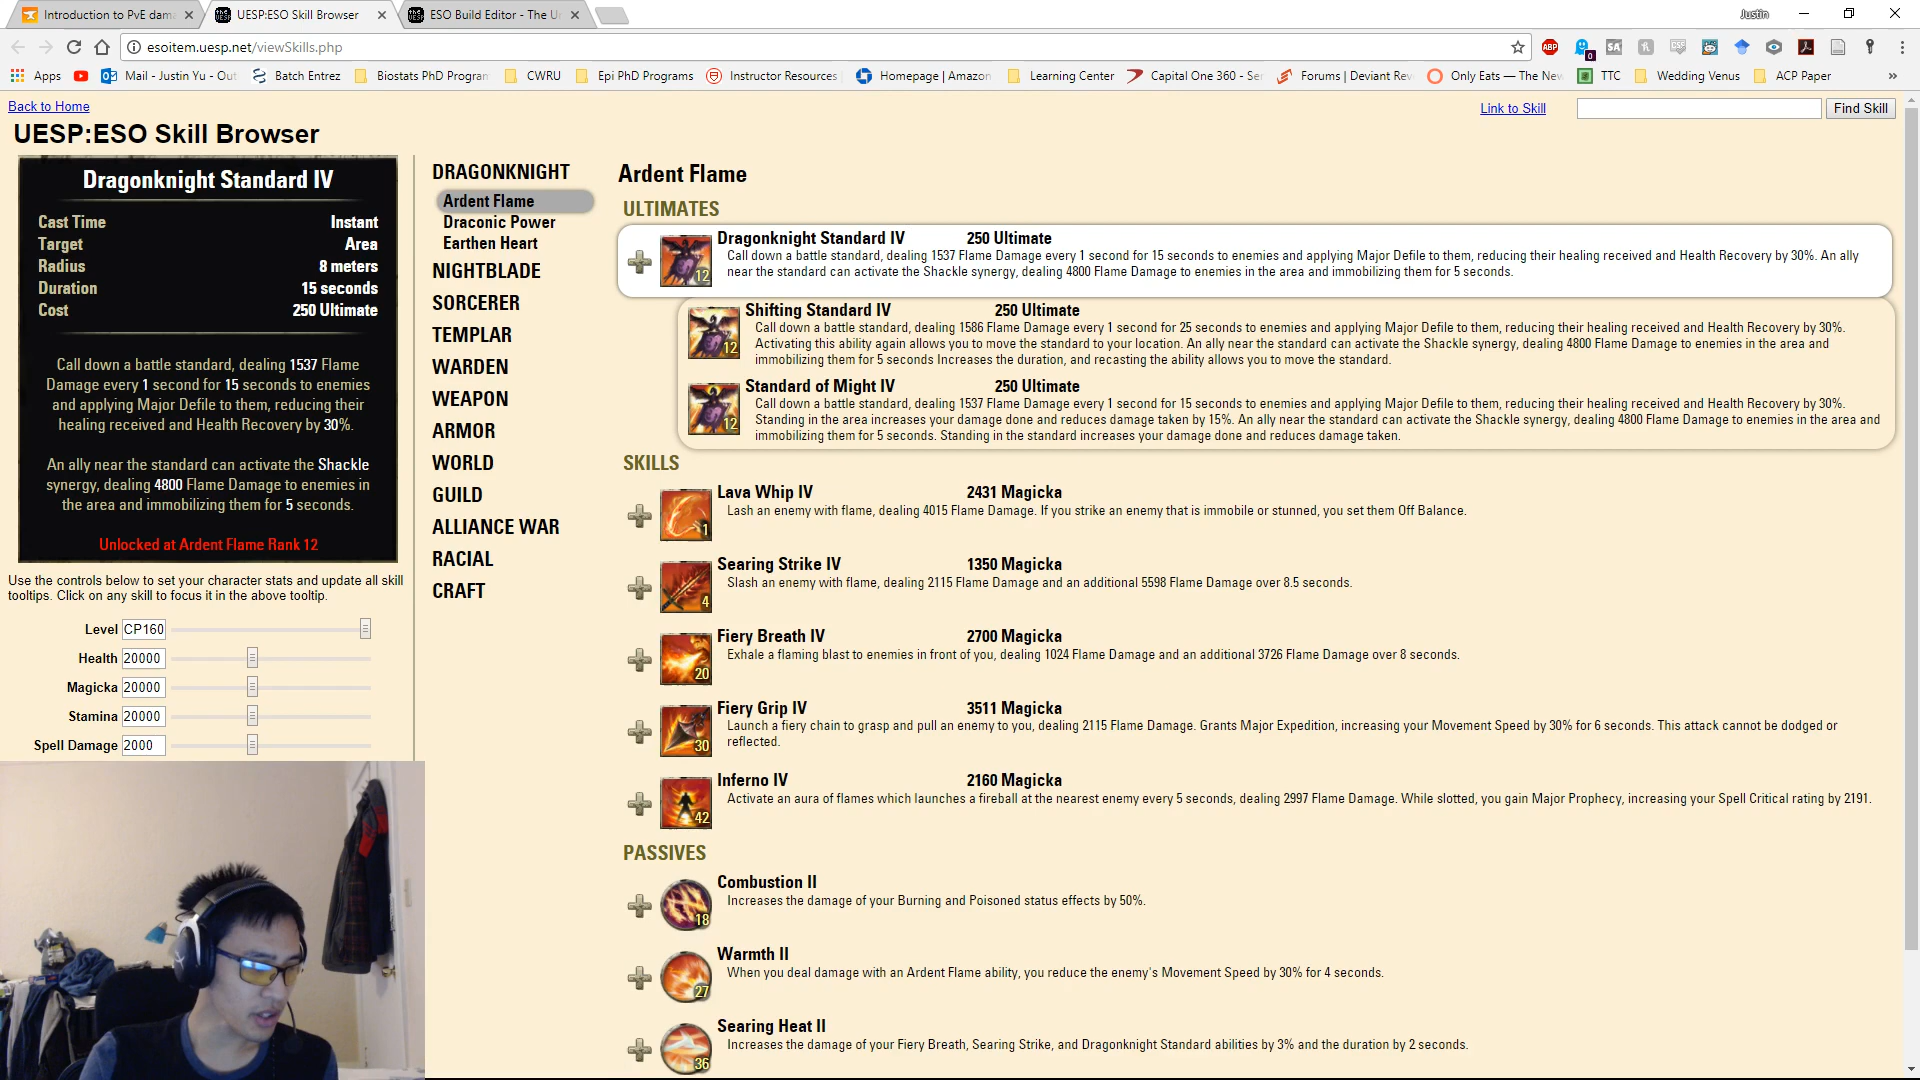 Introduction to PvE dam
UESP:ESO Skill Browser
ESO Build Editor - The U
Justin
esoitem.uesp.net/viewSkills.php
Apps
Mail - Justin Yu - Out
Batch Entrez
Biostats PhD Program
CWRU
Epi PhD Programs
Instructor Resources
Homepage | Amazon
Learning Center
Capital One 360 - Ser
Forums | Deviant Rev
Only Eats — The New
TTC
Wedding Venus
ACP Paper
Back to Home
Link to Skill
Find Skill
UESP:ESO Skill Browser
Dragonknight Standard IV
Cast Time Instant
Target Area
Radius 8 meters
Duration 15 seconds
Cost 250 Ultimate
Call down a battle standard, dealing 1537 Flame
Damage every 1 second for 15 seconds to enemies
and applying Major Defile to them, reducing their
healing received and Health Recovery by 30%.
An ally near the standard can activate the Shackle
synergy, dealing 4800 Flame Damage to enemies in
the area and immobilizing them for 5 seconds.
Unlocked at Ardent Flame Rank 12
Use the controls below to set your character stats and update all skill
tooltips. Click on any skill to focus it in the above tooltip.
Level CP160
Health 20000
Magicka 20000
Stamina 20000
Spell Damage 2000
DRAGONKNIGHT
Ardent Flame
Draconic Power
Earthen Heart
NIGHTBLADE
SORCERER
TEMPLAR
WARDEN
WEAPON
ARMOR
WORLD
GUILD
ALLIANCE WAR
RACIAL
CRAFT
Ardent Flame
ULTIMATES
12
Dragonknight Standard IV 250 Ultimate
Call down a battle standard, dealing 1537 Flame Damage every 1 second for 15 seconds to enemies and applying Major Defile to them, reducing their healing received and Health Recovery by 30%. An ally
near the standard can activate the Shackle synergy, dealing 4800 Flame Damage to enemies in the area and immobilizing them for 5 seconds.
12
Shifting Standard IV 250 Ultimate
Call down a battle standard, dealing 1586 Flame Damage every 1 second for 25 seconds to enemies and applying Major Defile to them, reducing their healing received and Health Recovery by 30%.
Activating this ability again allows you to move the standard to your location. An ally near the standard can activate the Shackle synergy, dealing 4800 Flame Damage to enemies in the area and
immobilizing them for 5 seconds Increases the duration, and recasting the ability allows you to move the standard.
12
Standard of Might IV 250 Ultimate
Call down a battle standard, dealing 1537 Flame Damage every 1 second for 15 seconds to enemies and applying Major Defile to them, reducing their healing received and Health Recovery by 30%.
Standing in the area increases your damage done and reduces damage taken by 15%. An ally near the standard can activate the Shackle synergy, dealing 4800 Flame Damage to enemies in the area and
immobilizing them for 5 seconds. Standing in the standard increases your damage done and reduces damage taken.
SKILLS
1
Lava Whip IV 2431 Magicka
Lash an enemy with flame, dealing 4015 Flame Damage. If you strike an enemy that is immobile or stunned, you set them Off Balance.
4
Searing Strike IV 1350 Magicka
Slash an enemy with flame, dealing 2115 Flame Damage and an additional 5598 Flame Damage over 8.5 seconds.
20
Fiery Breath IV 2700 Magicka
Exhale a flaming blast to enemies in front of you, dealing 1024 Flame Damage and an additional 3726 Flame Damage over 8 seconds.
30
Fiery Grip IV 3511 Magicka
Launch a fiery chain to grasp and pull an enemy to you, dealing 2115 Flame Damage. Grants Major Expedition, increasing your Movement Speed by 30% for 6 seconds. This attack cannot be dodged or
reflected.
42
Inferno IV 2160 Magicka
Activate an aura of flames which launches a fireball at the nearest enemy every 5 seconds, dealing 2997 Flame Damage. While slotted, you gain Major Prophecy, increasing your Spell Critical rating by 2191.
PASSIVES
18
Combustion II
Increases the damage of your Burning and Poisoned status effects by 50%.
27
Warmth II
When you deal damage with an Ardent Flame ability, you reduce the enemy's Movement Speed by 30% for 4 seconds.
36
Searing Heat II
Increases the damage of your Fiery Breath, Searing Strike, and Dragonknight Standard abilities by 3% and the duration by 2 seconds.